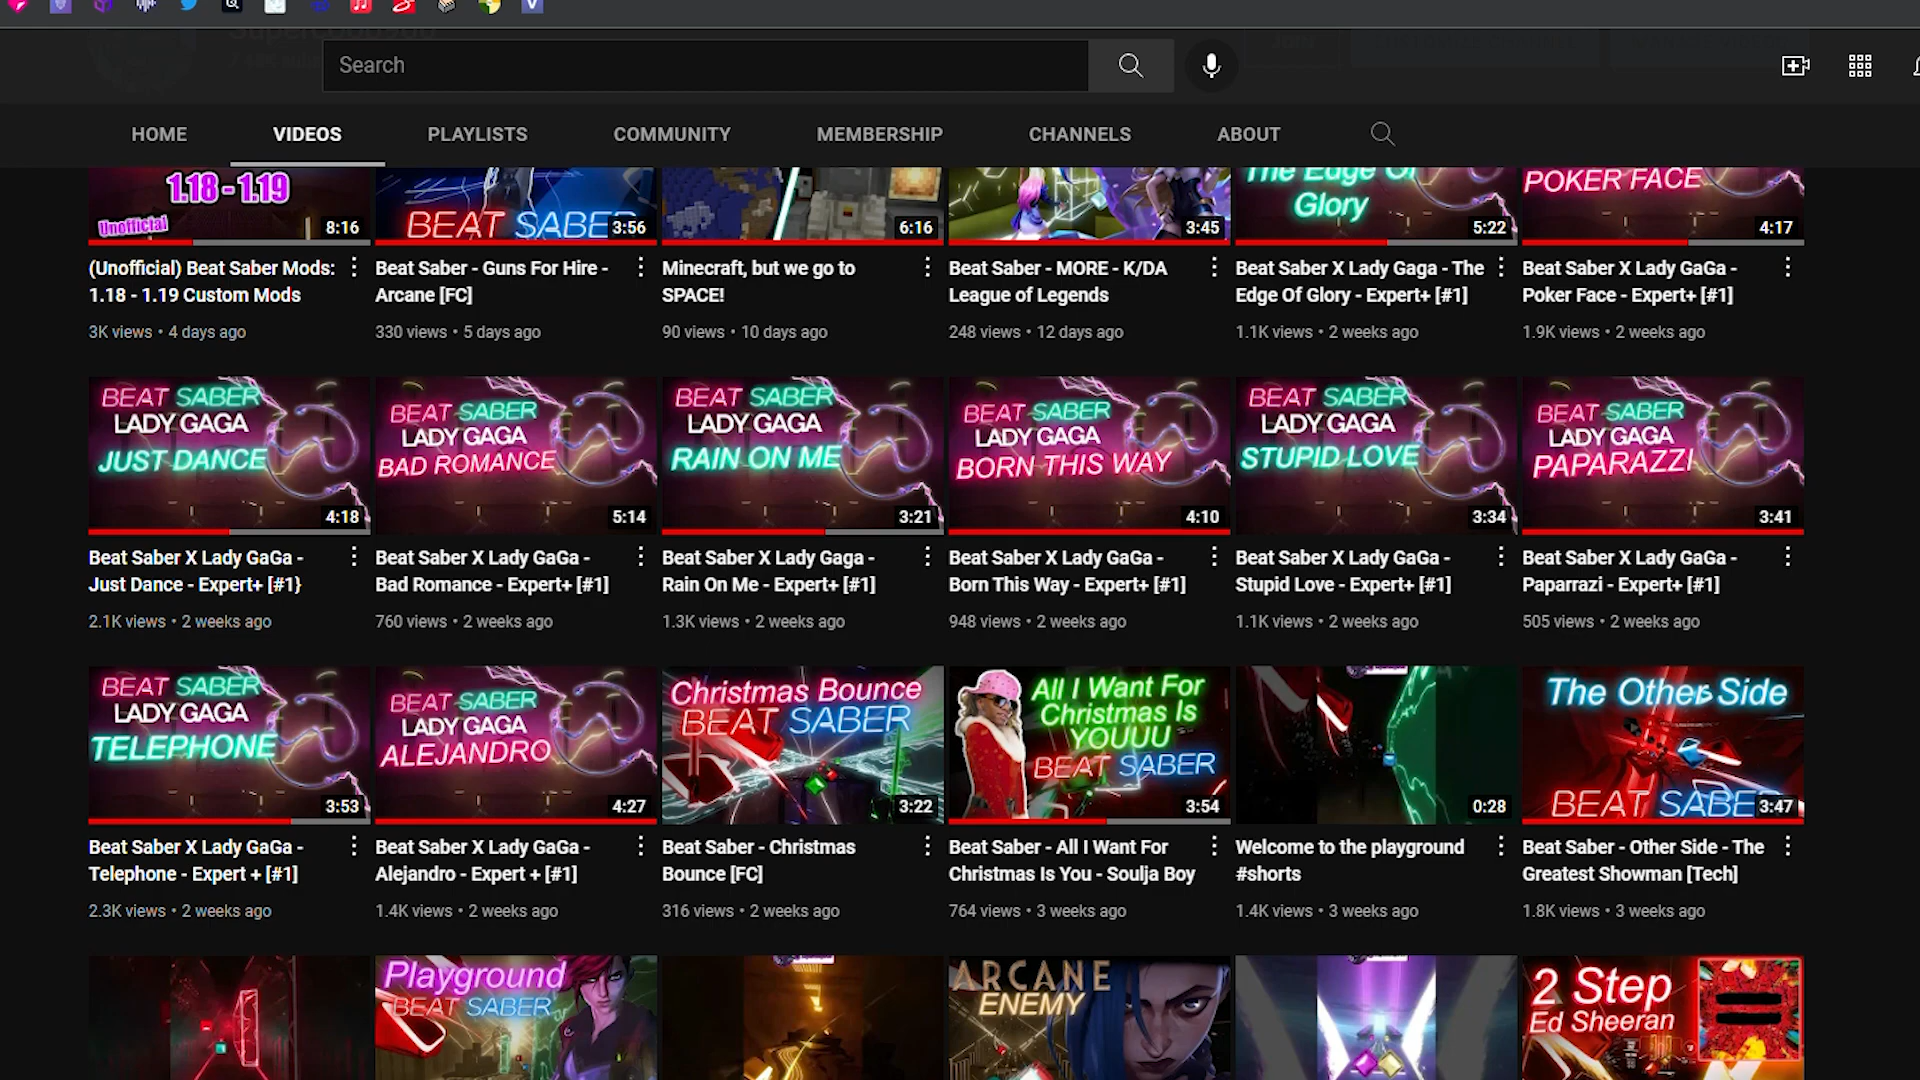 Search
HOME VIDEOS PLAYLISTS COMMUNITY MEMBERSHIP CHANNELS ABOUT
1.18 - 1.19
Unofficial
8:16
BEAT SABER
3:56
6:16
3:45
The Edge Of
Glory
5:22
POKER FACE
4:17
(Unofficial) Beat Saber Mods:
1.18 - 1.19 Custom Mods
3K views • 4 days ago
Beat Saber - Guns For Hire -
Arcane [FC]
330 views • 5 days ago
Minecraft, but we go to
SPACE!
90 views • 10 days ago
Beat Saber - MORE - K/DA
League of Legends
248 views • 12 days ago
Beat Saber X Lady Gaga - The
Edge Of Glory - Expert+ [#1]
1.1K views • 2 weeks ago
Beat Saber X Lady GaGa -
Poker Face - Expert+ [#1]
1.9K views • 2 weeks ago
BEAT SABER
LADY GAGA
JUST DANCE
4:18
BEAT SABER
LADY GAGA
BAD ROMANCE
5:14
BEAT SABER
LADY GAGA
RAIN ON ME
3:21
BEAT SABER
LADY GAGA
BORN THIS WAY
4:10
BEAT SABER
LADY GAGA
STUPID LOVE
3:34
BEAT SABER
LADY GAGA
PAPARAZZI
3:41
Beat Saber X Lady GaGa -
Just Dance - Expert+ [#1}
2.1K views • 2 weeks ago
Beat Saber X Lady GaGa -
Bad Romance - Expert+ [#1]
760 views • 2 weeks ago
Beat Saber X Lady Gaga -
Rain On Me - Expert+ [#1]
1.3K views • 2 weeks ago
Beat Saber X Lady GaGa -
Born This Way - Expert+ [#1]
948 views • 2 weeks ago
Beat Saber X Lady GaGa -
Stupid Love - Expert+ [#1]
1.1K views • 2 weeks ago
Beat Saber X Lady GaGa -
Paparrazi - Expert+ [#1]
505 views • 2 weeks ago
BEAT SABER
LADY GAGA
TELEPHONE
3:53
BEAT SABER
LADY GAGA
ALEJANDRO
4:27
Christmas Bounce
BEAT SABER
3:22
All I Want For
Christmas Is
YOUUU
BEAT SABER
3:54
0:28
The Other Side
BEAT SABER
3:47
Beat Saber X Lady GaGa -
Telephone - Expert + [#1]
2.3K views • 2 weeks ago
Beat Saber X Lady GaGa -
Alejandro - Expert + [#1]
1.4K views • 2 weeks ago
Beat Saber - Christmas
Bounce [FC]
316 views • 2 weeks ago
Beat Saber - All I Want For
Christmas Is You - Soulja Boy
764 views • 3 weeks ago
Welcome to the playground
#shorts
1.4K views • 3 weeks ago
Beat Saber - Other Side - The
Greatest Showman [Tech]
1.8K views • 3 weeks ago
Playground
BEAT SABER
ARCANE
ENEMY
2 Step
Ed Sheeran